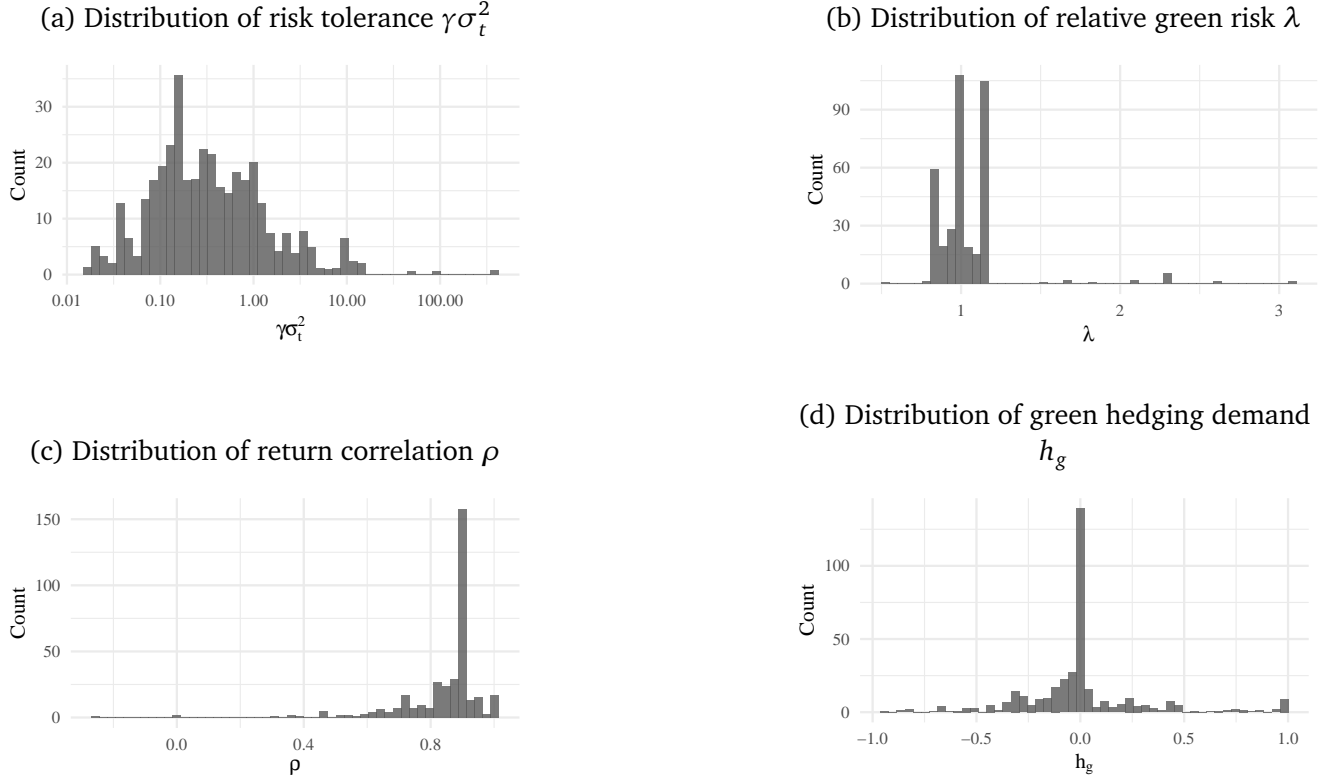 (a) Distribution of risk tolerance γσ_t^2
Count
30
20
10
0
0.01 0.10 1.00 10.00 100.00
γσ_t^2
(b) Distribution of relative green risk λ
Count
90
60
30
0
1 2 3
λ
(c) Distribution of return correlation ρ
Count
150
100
50
0
0.0 0.4 0.8
ρ
(d) Distribution of green hedging demand
h_g
Count
100
50
0
−1.0 −0.5 0.0 0.5 1.0
h_g